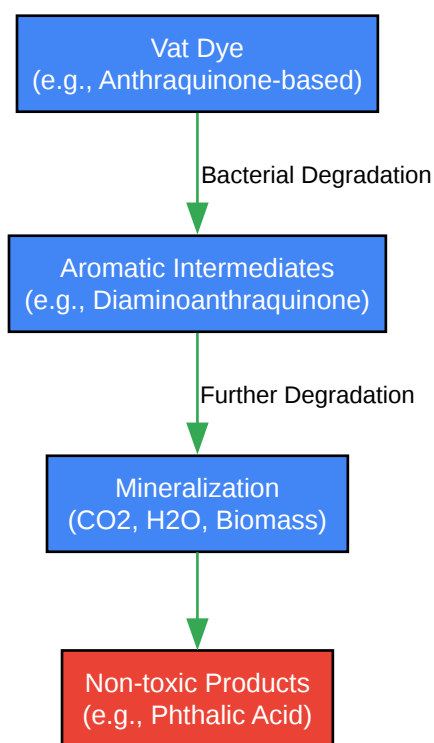 Vat Dye
(e.g., Anthraquinone-based)
Bacterial Degradation
Aromatic Intermediates
(e.g., Diaminoanthraquinone)
Further Degradation
Mineralization
(CO2, H2O, Biomass)
Non-toxic Products
(e.g., Phthalic Acid)